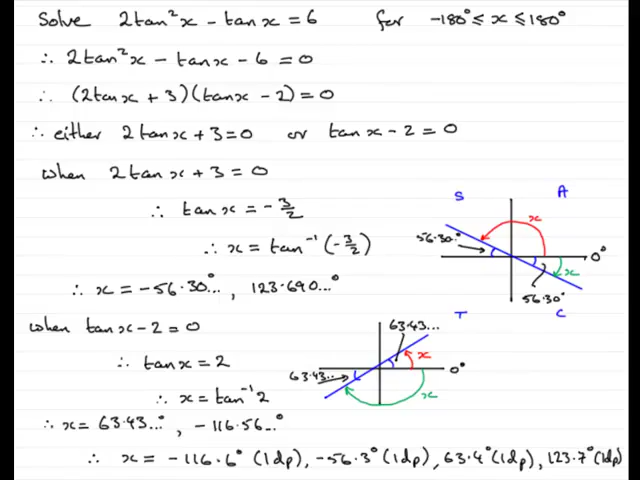 Solve 2tan²x − tanx = 6 for −180° ≤ x ≤ 180°
∴ 2tan²x − tanx − 6 = 0
∴ (2tanx + 3)(tanx − 2) = 0
∴ either 2tanx + 3 = 0 or tanx − 2 = 0
when 2tanx + 3 = 0
∴ tanx = −3/2
∴ x = tan⁻¹(−3/2)
∴ x = −56.30...°, 123.690...°
S A
x
56.30...°
0°
x
56.30°
T C
when tanx − 2 = 0
∴ tanx = 2
∴ x = tan⁻¹2
63.43...
x
0°
63.43...
x
∴ x = 63.43...°, −116.56...°
∴ x = −116.6° (1dp), −56.3° (1dp), 63.4° (1dp), 123.7° (1dp)